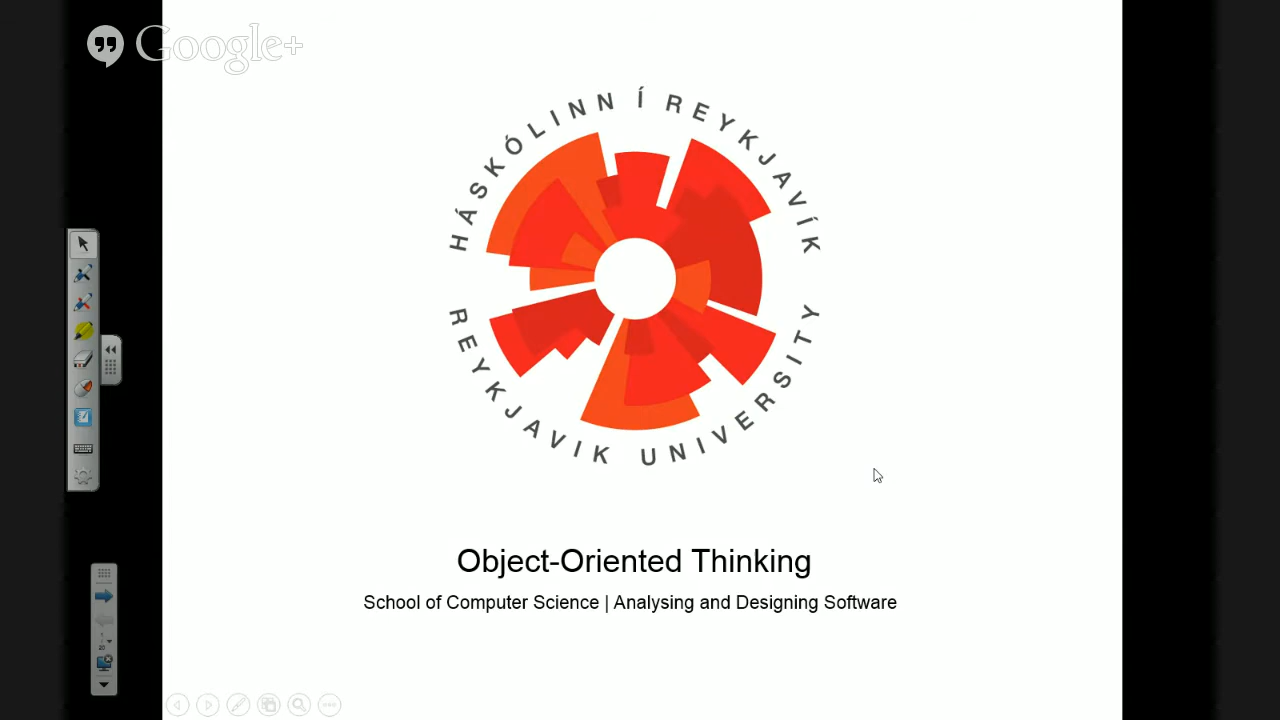 Google+
HÁSKÓLINN Í REYKJAVÍK
REYKJAVIK UNIVERSITY
Object-Oriented Thinking
School of Computer Science | Analysing and Designing Software